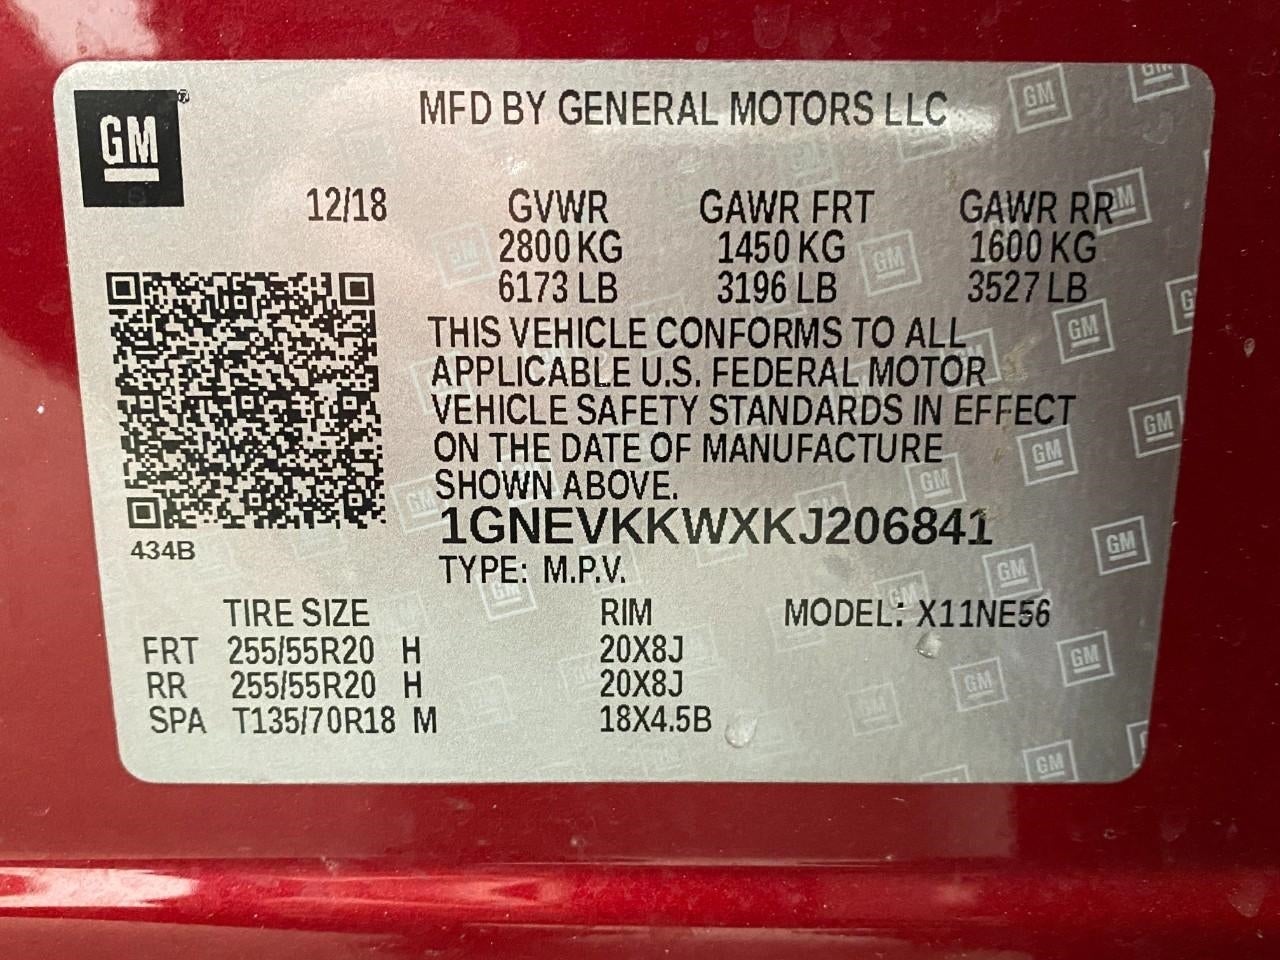 GM
MFD BY GENERAL MOTORS LLC
12/18 GVWR GAWR FRT GAWR RR
2800 KG 1450 KG 1600 KG
6173 LB 3196 LB 3527 LB
THIS VEHICLE CONFORMS TO ALL
APPLICABLE U.S. FEDERAL MOTOR
VEHICLE SAFETY STANDARDS IN EFFECT
ON THE DATE OF MANUFACTURE
SHOWN ABOVE.
1GNEVKKWXKJ206841
434B
TYPE: M.P.V.
TIRE SIZE RIM MODEL: X11NE56
FRT 255/55R20 H 20X8J
RR 255/55R20 H 20X8J
SPA T135/70R18 M 18X4.5B